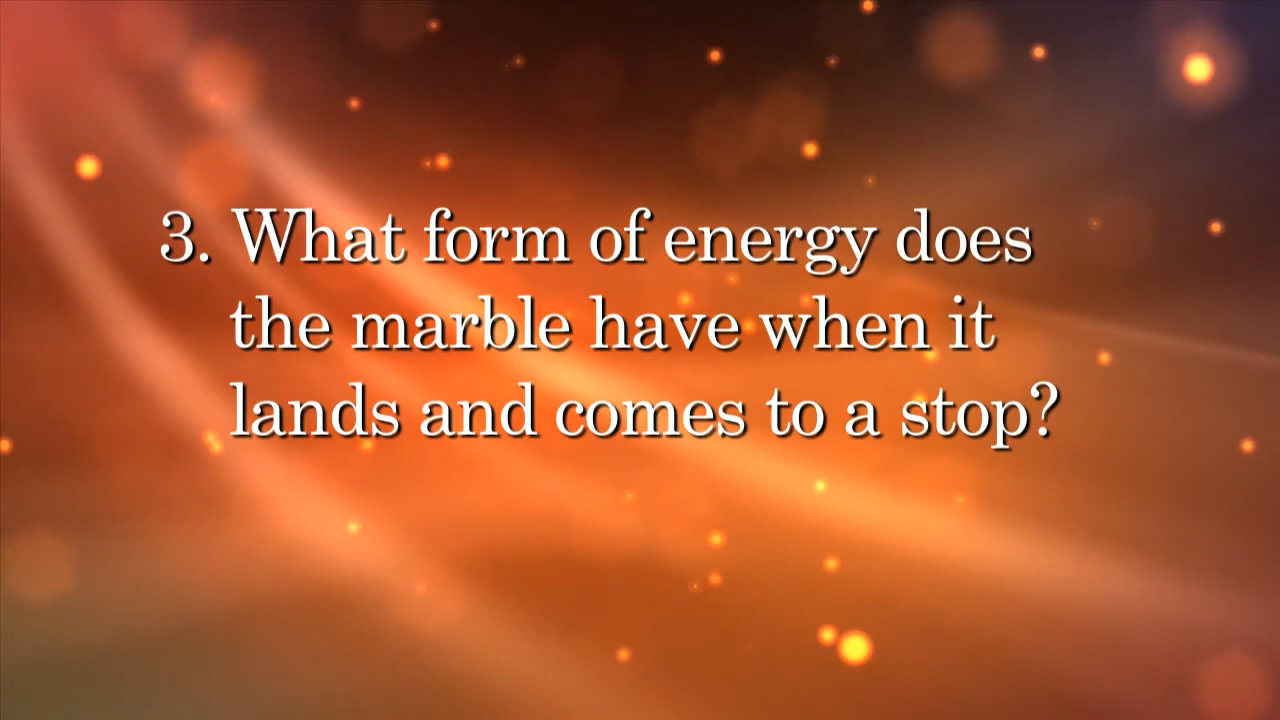 3. What form of energy does
the marble have when it
lands and comes to a stop?